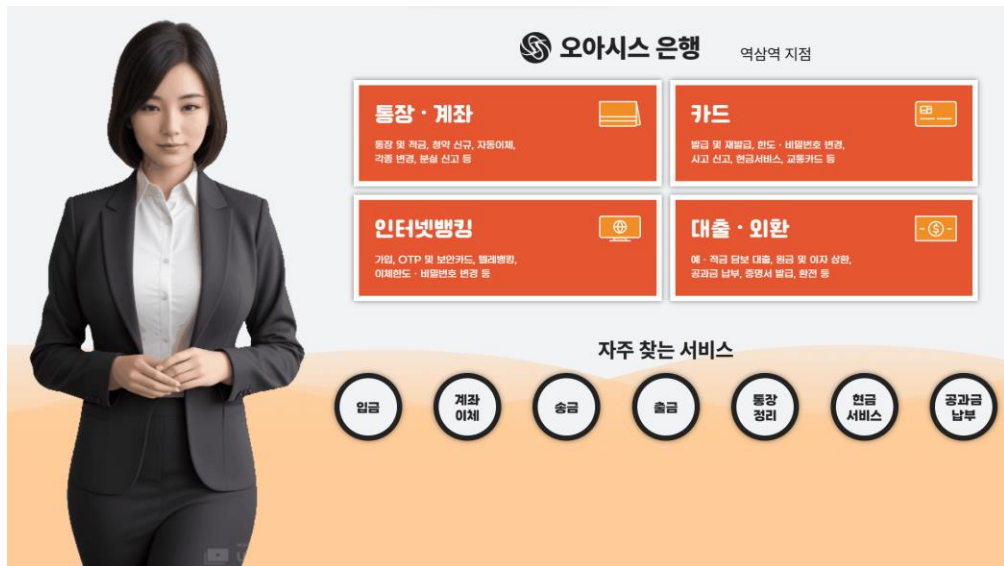 오아시스 은행
역삼역 지점
통장 · 계좌
통장 및 적금, 청약 신규, 자동이체,
각종 변경, 분실 신고 등
카드
발급 및 재발급, 한도 · 비밀번호 변경,
사고 신고, 현금서비스, 교통카드 등
인터넷뱅킹
가입, OTP 및 보안카드, 텔레뱅킹,
이체한도 · 비밀번호 변경 등
대출 · 외환
예 · 적금 담보 대출, 원금 및 이자 상환,
공과금 납부, 증명서 발급, 환전 등
자주 찾는 서비스
입금
계좌
이체
송금
출금
통장
정리
현금
서비스
공과금
납부